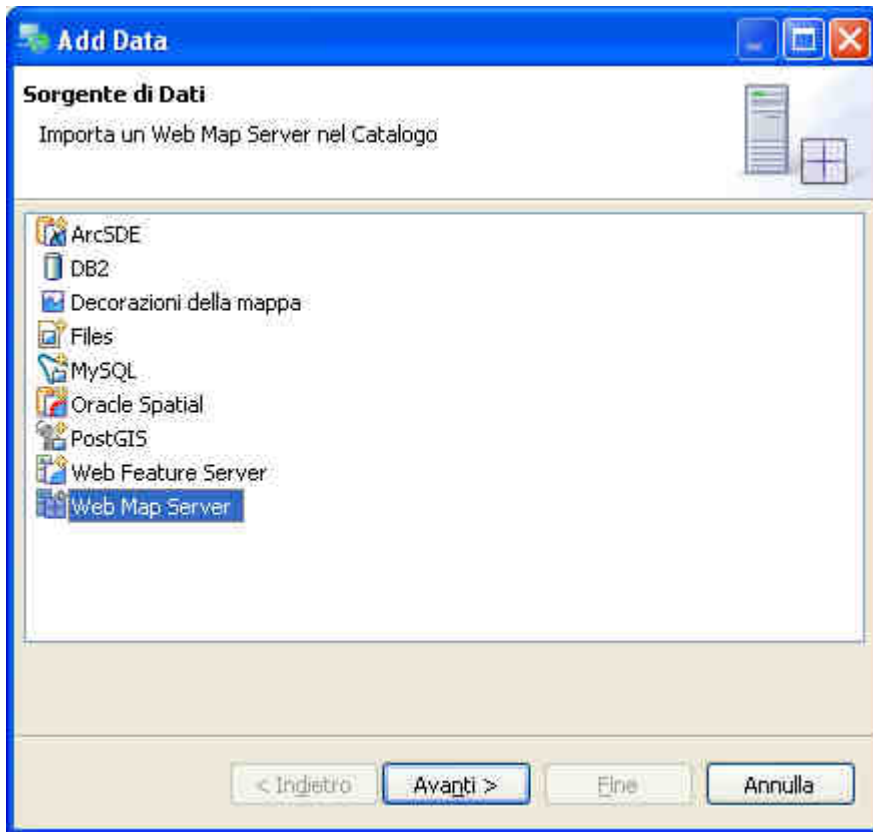 Add Data
Sorgente di Dati
Importa un Web Map Server nel Catalogo
ArcSDE
DB2
Decorazioni della mappa
Files
MySQL
Oracle Spatial
PostGIS
Web Feature Server
Web Map Server
< Indietro Avanti > Fine Annulla